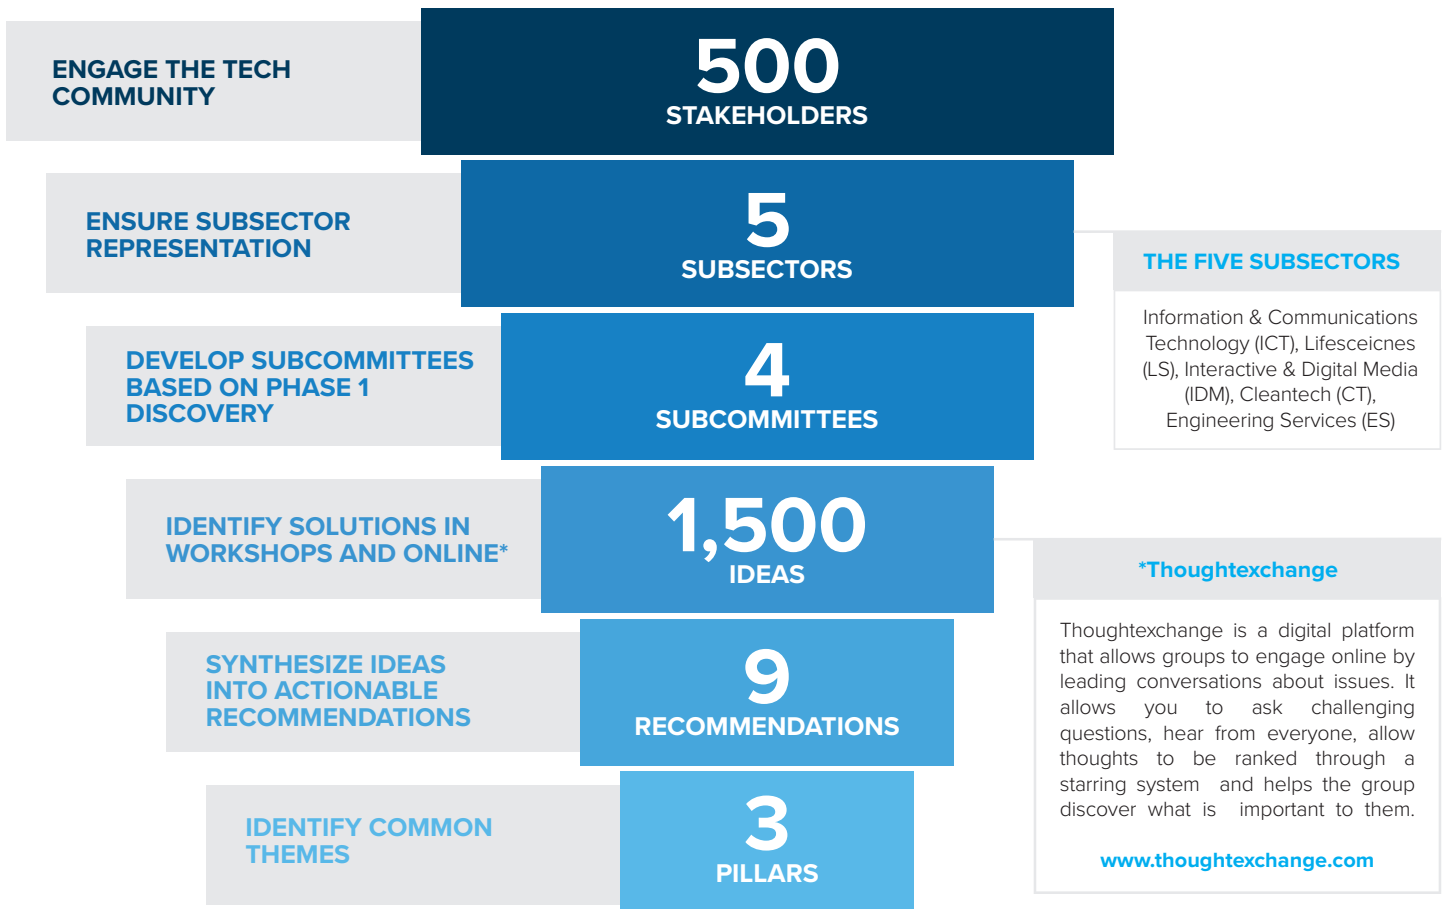 ENGAGE THE TECH
COMMUNITY
500
STAKEHOLDERS
ENSURE SUBSECTOR
REPRESENTATION
5
SUBSECTORS
THE FIVE SUBSECTORS
Information & Communications
Technology (ICT), Lifesceicnes
(LS), Interactive & Digital Media
(IDM), Cleantech (CT),
Engineering Services (ES)
DEVELOP SUBCOMMITTEES
BASED ON PHASE 1
DISCOVERY
4
SUBCOMMITTEES
IDENTIFY SOLUTIONS IN
WORKSHOPS AND ONLINE*
1,500
IDEAS
*Thoughtexchange
Thoughtexchange is a digital platform
that allows groups to engage online by
leading conversations about issues. It
allows you to ask challenging
questions, hear from everyone, allow
thoughts to be ranked through a
starring system and helps the group
discover what is important to them.
www.thoughtexchange.com
SYNTHESIZE IDEAS
INTO ACTIONABLE
RECOMMENDATIONS
9
RECOMMENDATIONS
IDENTIFY COMMON
THEMES
3
PILLARS